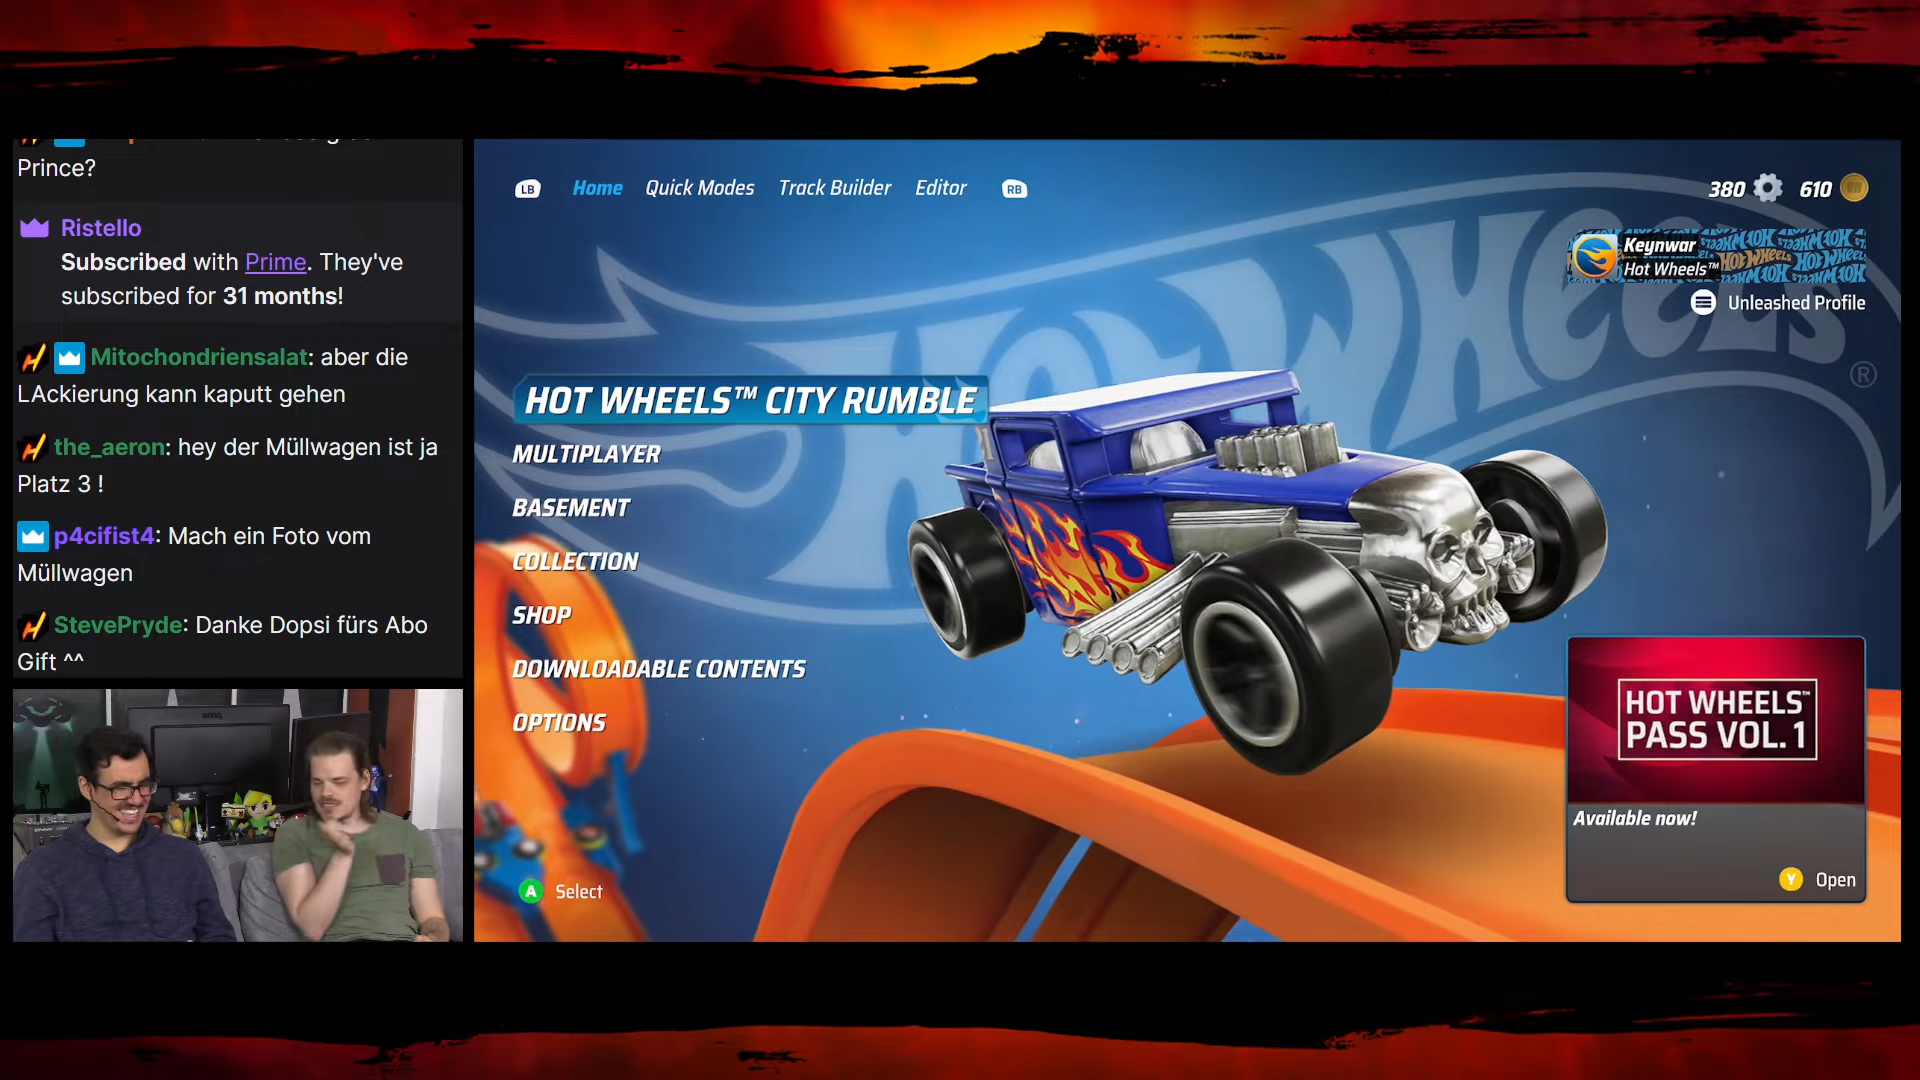 Prince?
Ristello
Subscribed with Prime. They've
subscribed for 31 months!
Mitochondriensalat: aber die
LAckierung kann kaputt gehen
the_aeron: hey der Müllwagen ist ja
Platz 3 !
p4cifist4: Mach ein Foto vom
Müllwagen
StevePryde: Danke Dopsi fürs Abo
Gift ^^
LB Home Quick Modes Track Builder Editor RB
380 610
Keynwar
Hot Wheels™
Unleashed Profile
HOT WHEELS®
HOT WHEELS™ CITY RUMBLE
MULTIPLAYER
BASEMENT
COLLECTION
SHOP
DOWNLOADABLE CONTENTS
OPTIONS
A Select
HOT WHEELS™
PASS VOL.1
Available now!
Y Open